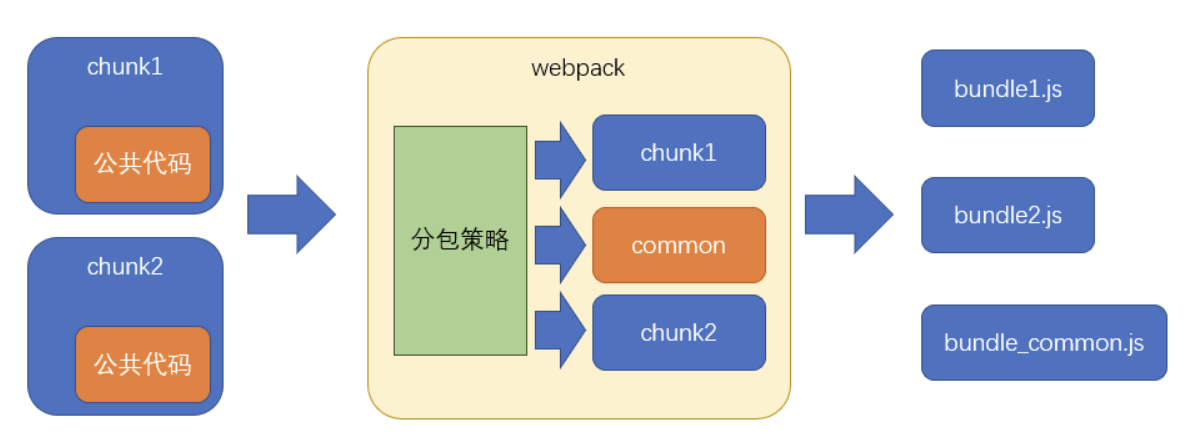 chunk1
公共代码
chunk2
公共代码
webpack
分包策略
chunk1
common
chunk2
bundle1.js
bundle2.js
bundle_common.js